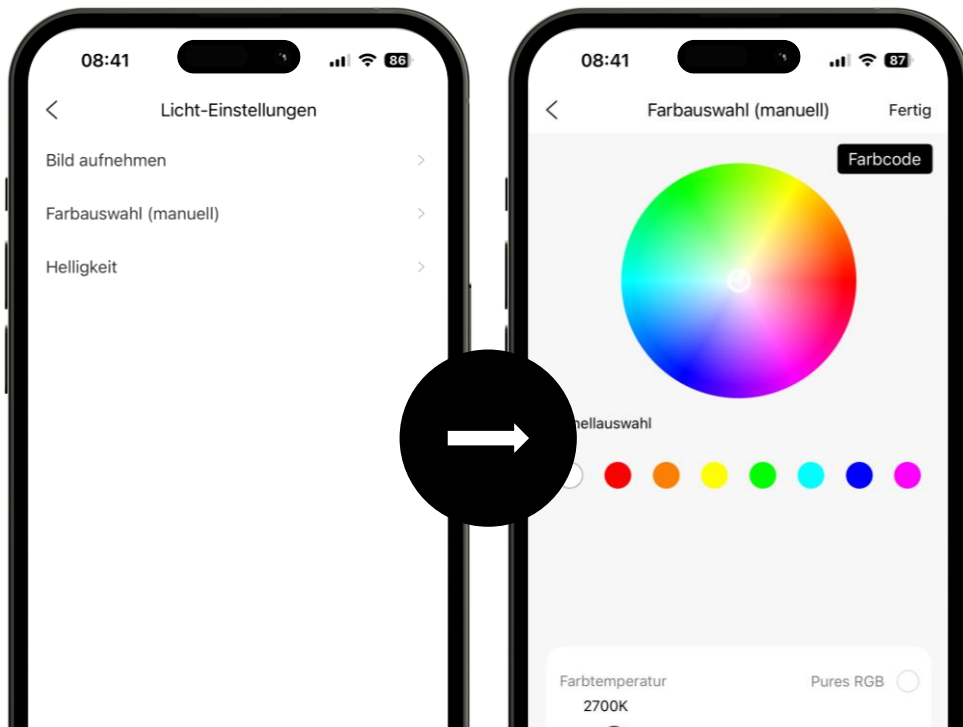 08:41
86
Licht-Einstellungen
Bild aufnehmen
Farbauswahl (manuell)
Helligkeit
08:41
87
Farbauswahl (manuell)
Fertig
Farbcode
nellauswahl
Farbtemperatur
Pures RGB
2700K